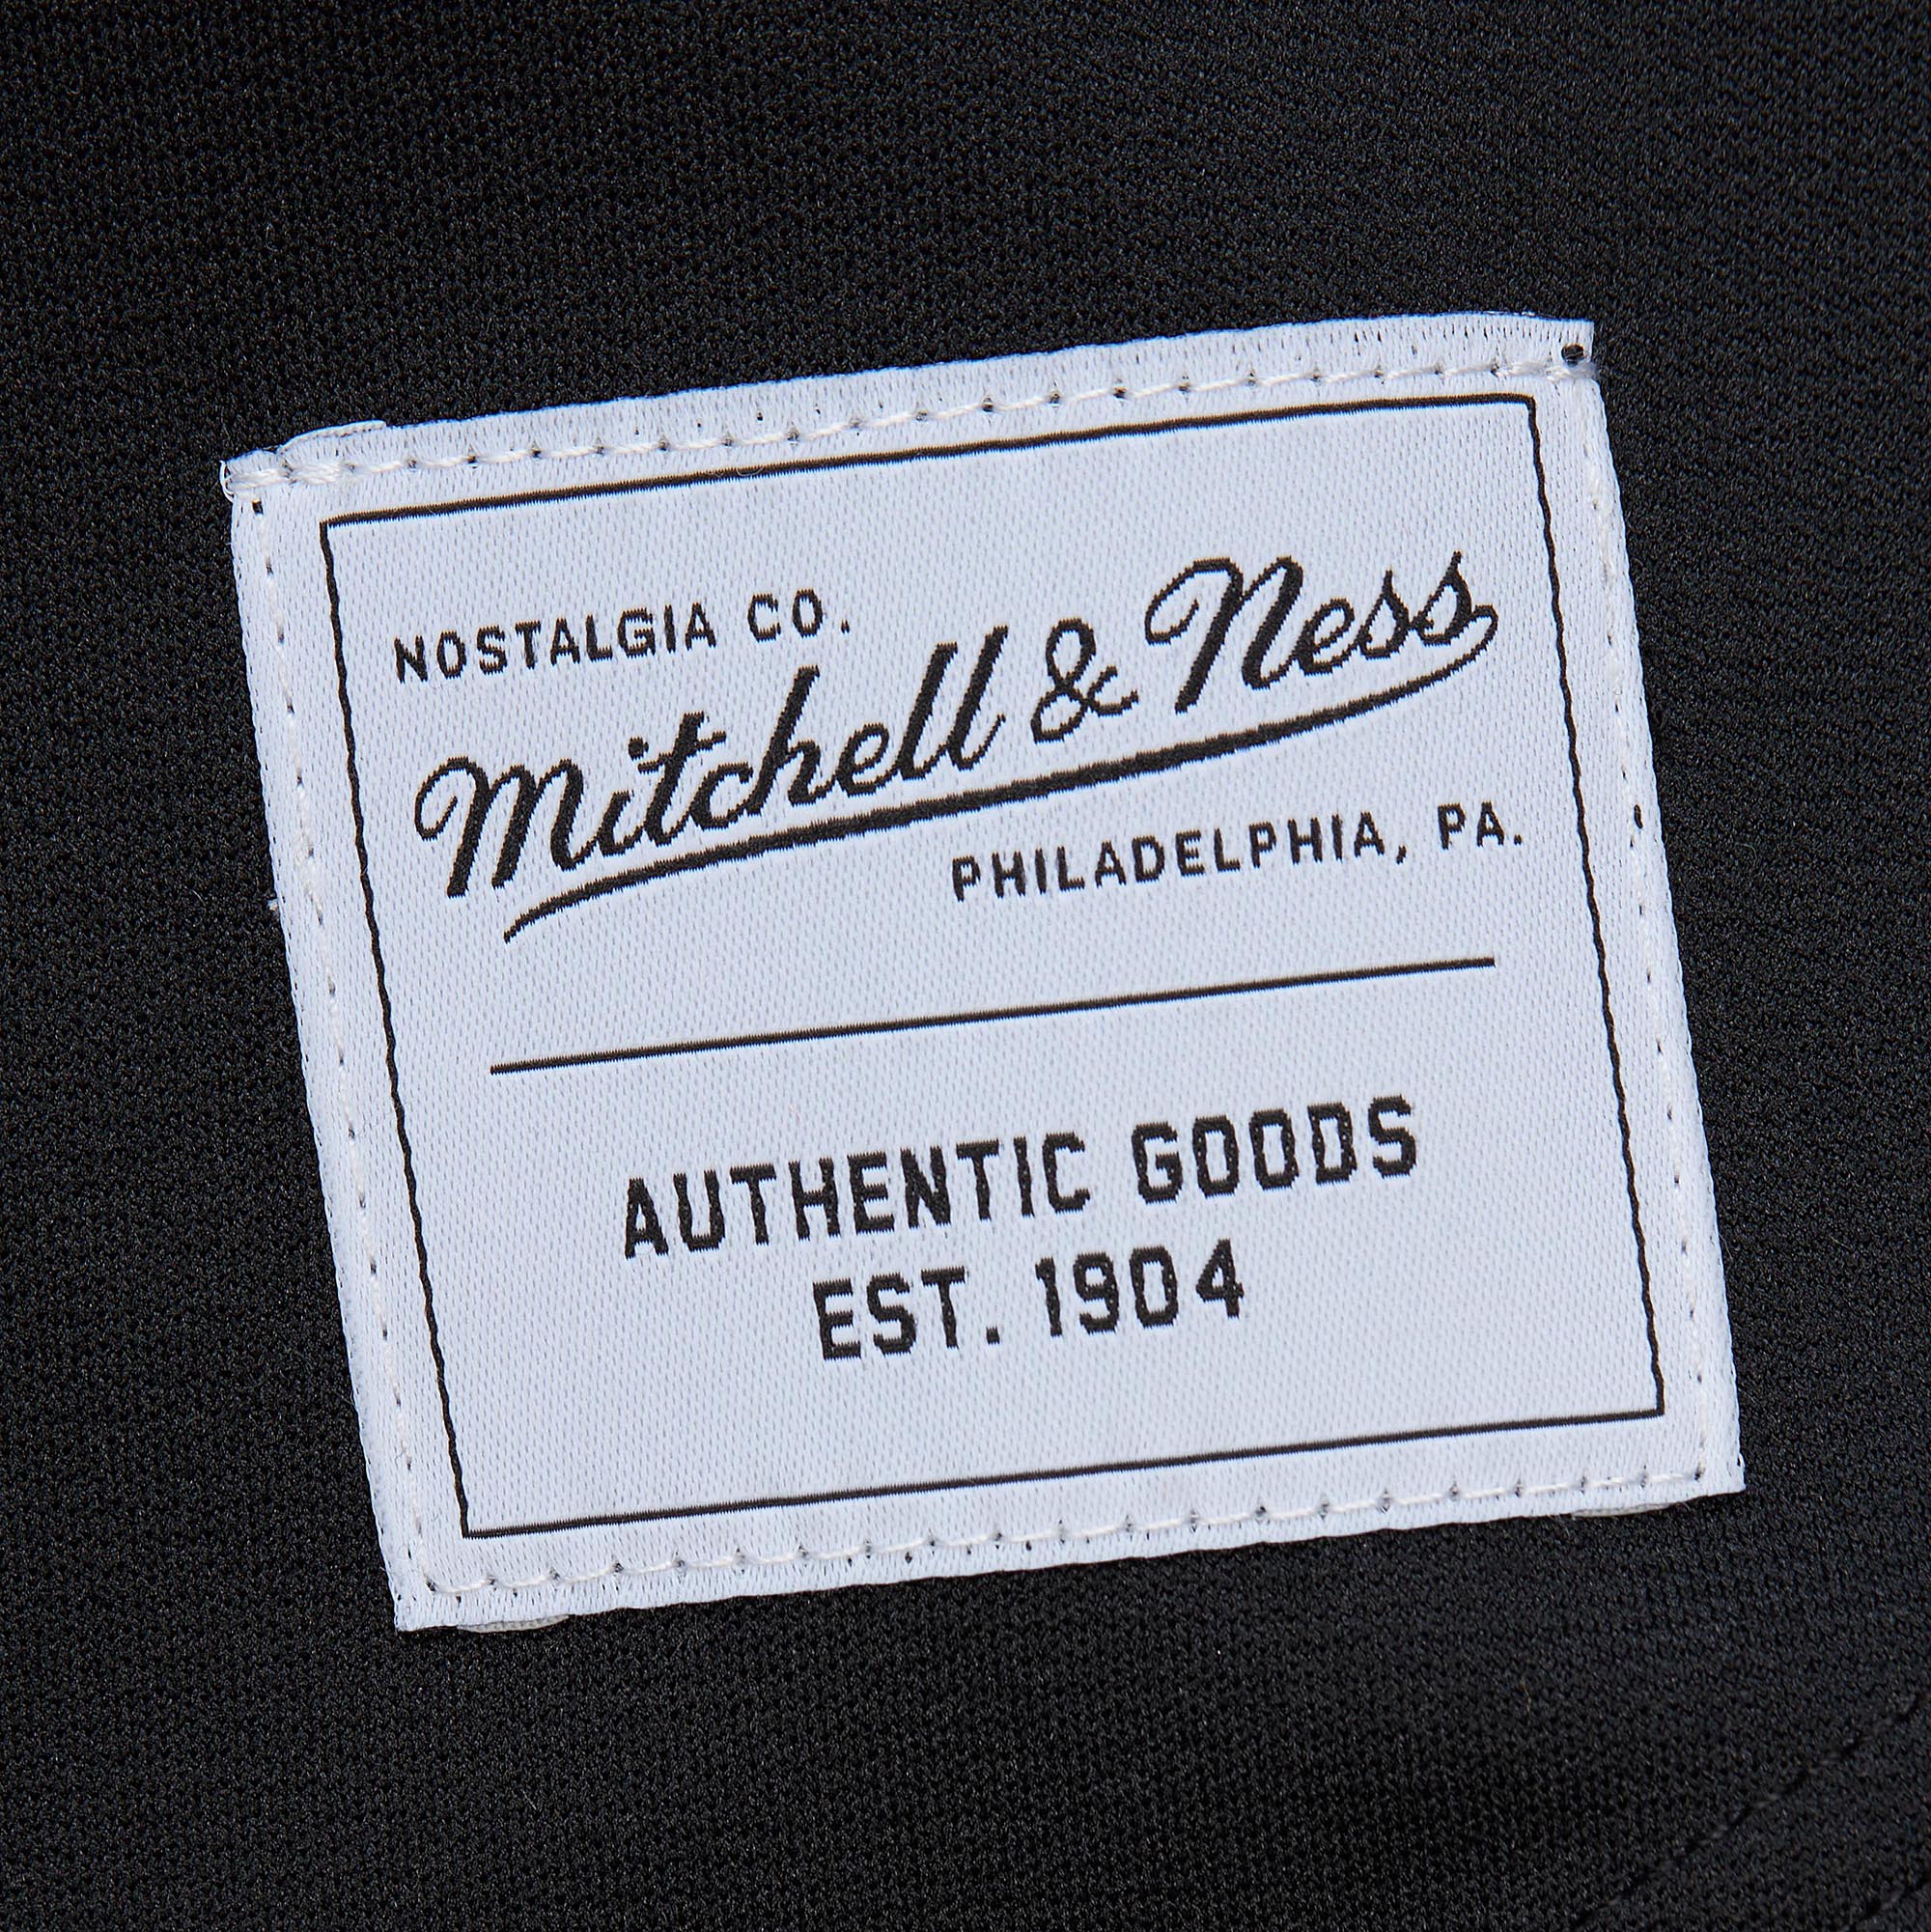 NOSTALGIA CO.
Mitchell & Ness
PHILADELPHIA, PA.
AUTHENTIC GOODS
EST. 1904